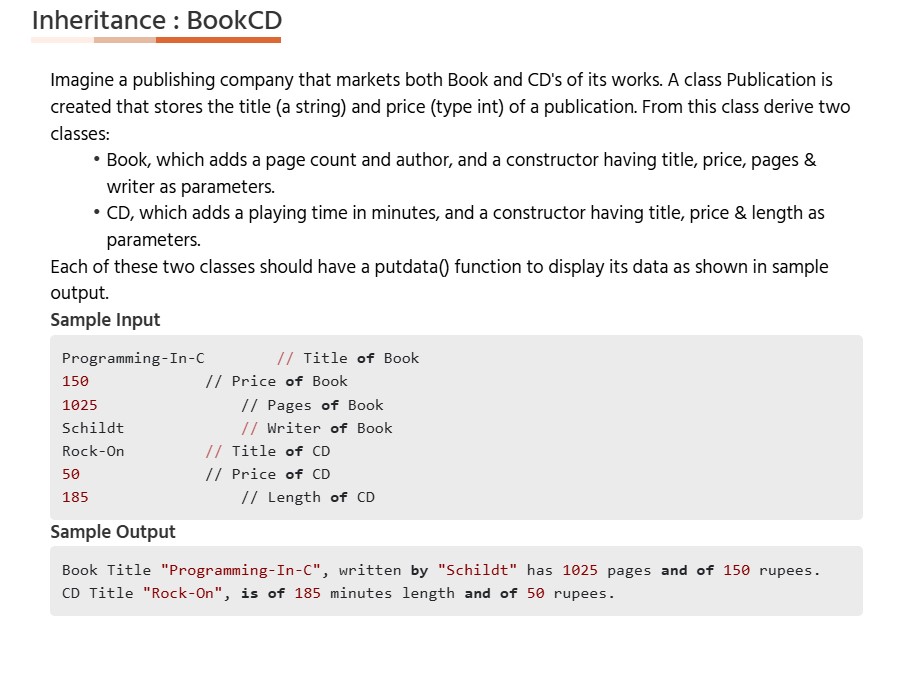 Inheritance : BookCD
Imagine a publishing company that markets both Book and CD's of its works. A class Publication is
created that stores the title (a string) and price (type int) of a publication. From this class derive two
classes:
• Book, which adds a page count and author, and a constructor having title, price, pages &
writer as parameters.
• CD, which adds a playing time in minutes, and a constructor having title, price & length as
parameters.
Each of these two classes should have a putdata() function to display its data as shown in sample
output.
Sample Input
Programming-In-C        // Title of Book
150             // Price of Book
1025                // Pages of Book
Schildt             // Writer of Book
Rock-On         // Title of CD
50              // Price of CD
185                 // Length of CD
Sample Output
Book Title "Programming-In-C", written by "Schildt" has 1025 pages and of 150 rupees.
CD Title "Rock-On", is of 185 minutes length and of 50 rupees.